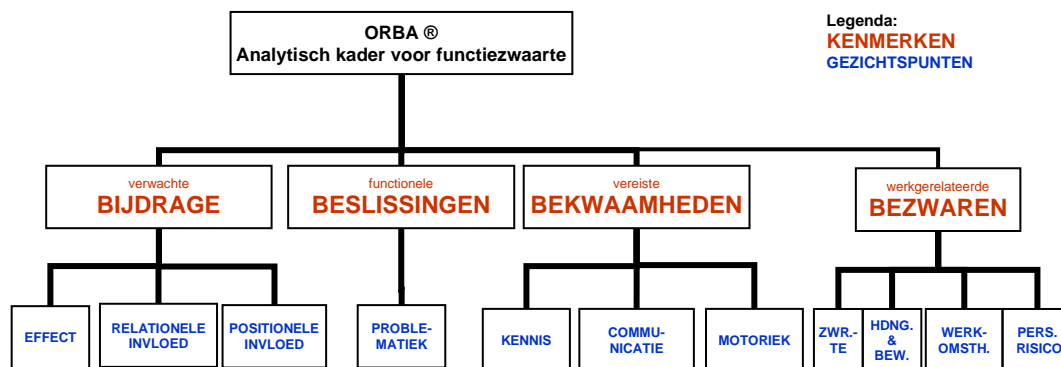 ORBA ®
Analytisch kader voor functiezwaarte
Legenda:
KENMERKEN
GEZICHTSPUNTEN
verwachte
BIJDRAGE
functionele
BESLISSINGEN
vereiste
BEKWAAMHEDEN
werkgerelateerde
BEZWAREN
EFFECT
RELATIONELE
INVLOED
POSITIONELE
INVLOED
PROBLE-
MATIEK
KENNIS
COMMU-
NICATIE
MOTORIEK
ZWR.-
TE
HDNG.
&
BEW.
WERK-
OMSTH.
PERS.
RISICO